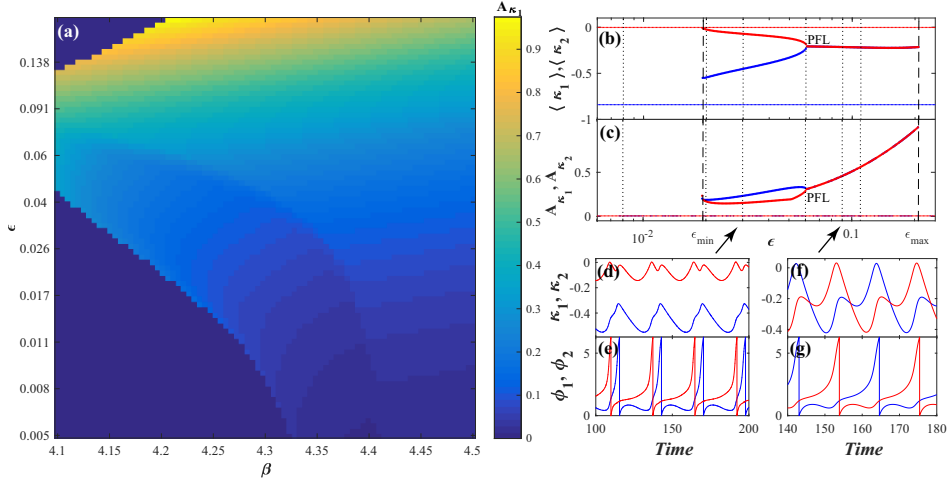 (a)
0.138
0.091
0.06
0.04
0.026
0.017
0.011
0.008
0.005
ϵ
4.1 4.15 4.2 4.25 4.3 4.35 4.4 4.45 4.5
β
A_κ₁
0.9
0.8
0.7
0.6
0.5
0.4
0.3
0.2
0.1
0
(b)
PFL
0
-0.5
-1
⟨ κ₁ ⟩,⟨ κ₂ ⟩
(c)
PFL
0.5
0
A_κ₁, A_κ₂
10⁻² ϵ_min ϵ 0.1 ϵ_max
(d)
0
-0.2
-0.4
κ₁, κ₂
(e)
5
0
ϕ₁, ϕ₂
100 150 200
Time
(f)
0
-0.2
-0.4
(g)
5
0
140 150 160 170 180
Time